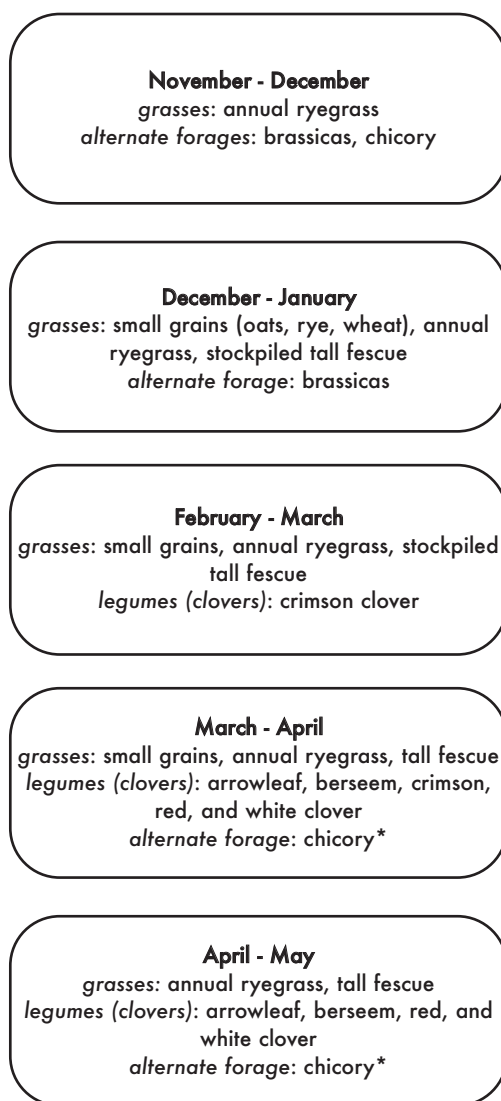 November - December
grasses: annual ryegrass
alternate forages: brassicas, chicory
December - January
grasses: small grains (oats, rye, wheat), annual
ryegrass, stockpiled tall fescue
alternate forage: brassicas
February - March
grasses: small grains, annual ryegrass, stockpiled
tall fescue
legumes (clovers): crimson clover
March - April
grasses: small grains, annual ryegrass, tall fescue
legumes (clovers): arrowleaf, berseem, crimson,
red, and white clover
alternate forage: chicory*
April - May
grasses: annual ryegrass, tall fescue
legumes (clovers): arrowleaf, berseem, red, and
white clover
alternate forage: chicory*